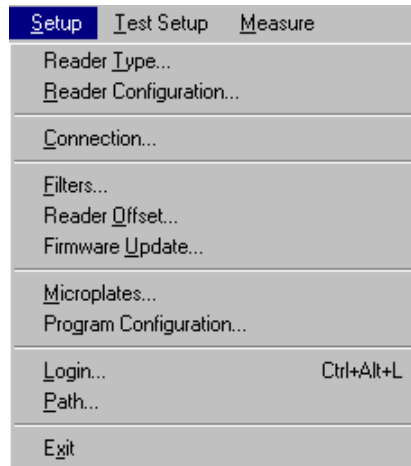 Setup Test Setup Measure
Reader Type...
Reader Configuration...
Connection...
Filters...
Reader Offset...
Firmware Update...
Microplates...
Program Configuration...
Login... Ctrl+Alt+L
Path...
Exit